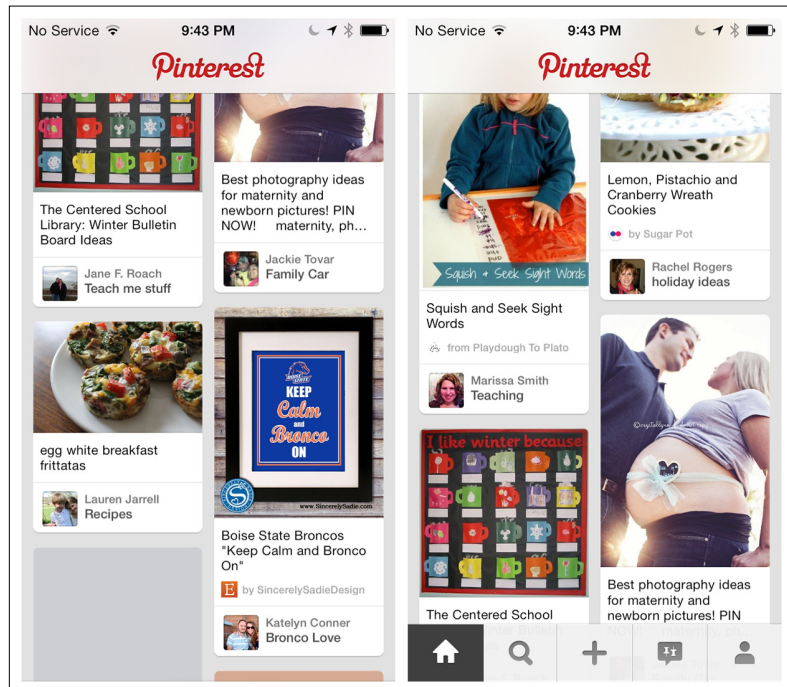 No Service
9:43 PM
Pinterest
The Centered School
Library: Winter Bulletin
Board Ideas
Jane F. Roach
Teach me stuff
egg white breakfast
frittatas
Lauren Jarrell
Recipes
Best photography ideas
for maternity and
newborn pictures! PIN
NOW! maternity, ph...
Jackie Tovar
Family Car
BOISE STATE
KEEP
Calm
and
Bronco
ON
S
www.SincerelySadie.com
Boise State Broncos
"Keep Calm and Bronco
On"
E by SincerelySadieDesign
Katelyn Conner
Bronco Love
No Service
9:43 PM
Pinterest
Squish & Seek Sight Words
Squish and Seek Sight
Words
from Playdough To Plato
Marissa Smith
Teaching
I like winter because
The Centered School
Lemon, Pistachio and
Cranberry Wreath
Cookies
by Sugar Pot
Rachel Rogers
holiday ideas
Best photography ideas
for maternity and
newborn pictures! PIN
NOW! maternity, ph...